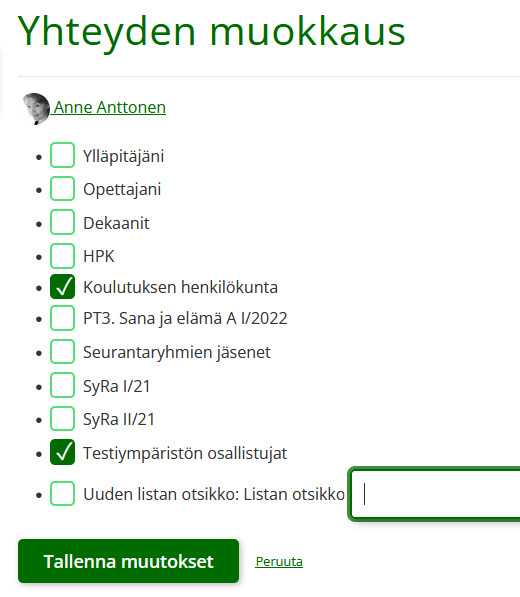 Yhteyden muokkaus
Anne Anttonen
Ylläpitäjäni
Opettajani
Dekaanit
HPK
Koulutuksen henkilökunta
PT3. Sana ja elämä A I/2022
Seurantaryhmien jäsenet
SyRa I/21
SyRa II/21
Testiympäristön osallistujat
Uuden listan otsikko: Listan otsikko
Tallenna muutokset Peruuta